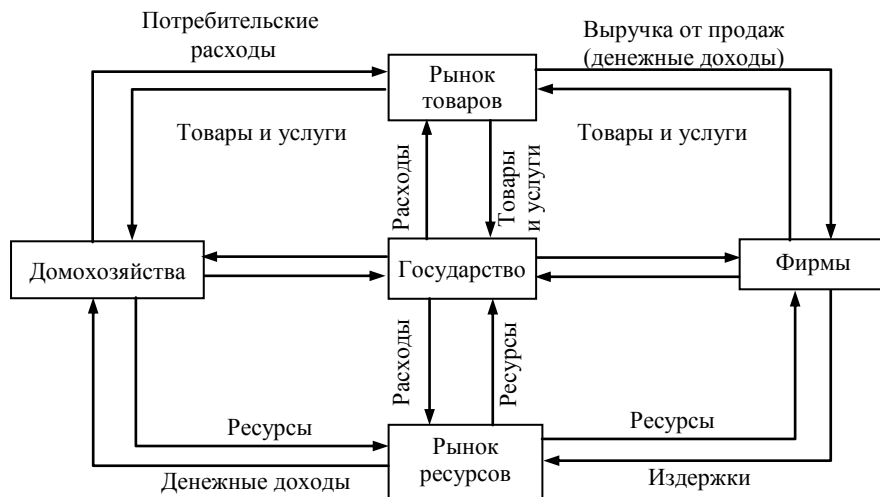 Потребительские
расходы
Выручка от продаж
(денежные доходы)
Рынок
товаров
Товары и услуги
Товары и услуги
Расходы
Товары
и услуги
Домохозяйства
Государство
Фирмы
Расходы
Ресурсы
Ресурсы
Ресурсы
Рынок
ресурсов
Денежные доходы
Издержки